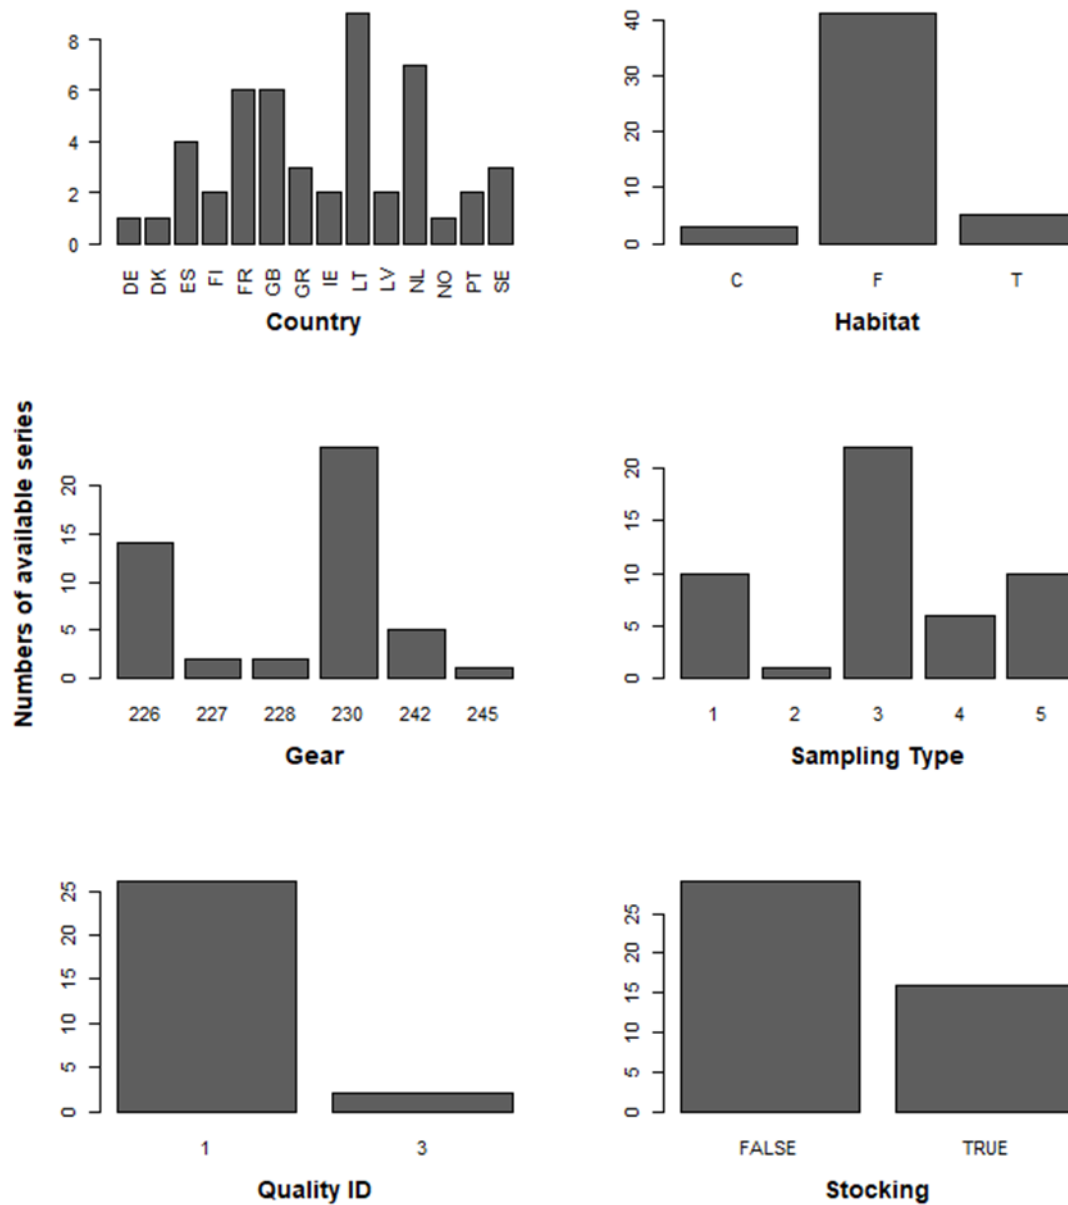 8
6
4
2
0
DE DK ES FI FR GB GR IE LT LV NL NO PT SE
Country
40
30
20
10
0
C F T
Habitat
Numbers of available series
20
15
10
5
0
226 227 228 230 242 245
Gear
20
15
10
5
0
1 2 3 4 5
Sampling Type
25
20
15
10
5
0
1 3
Quality ID
25
20
15
10
5
0
FALSE TRUE
Stocking